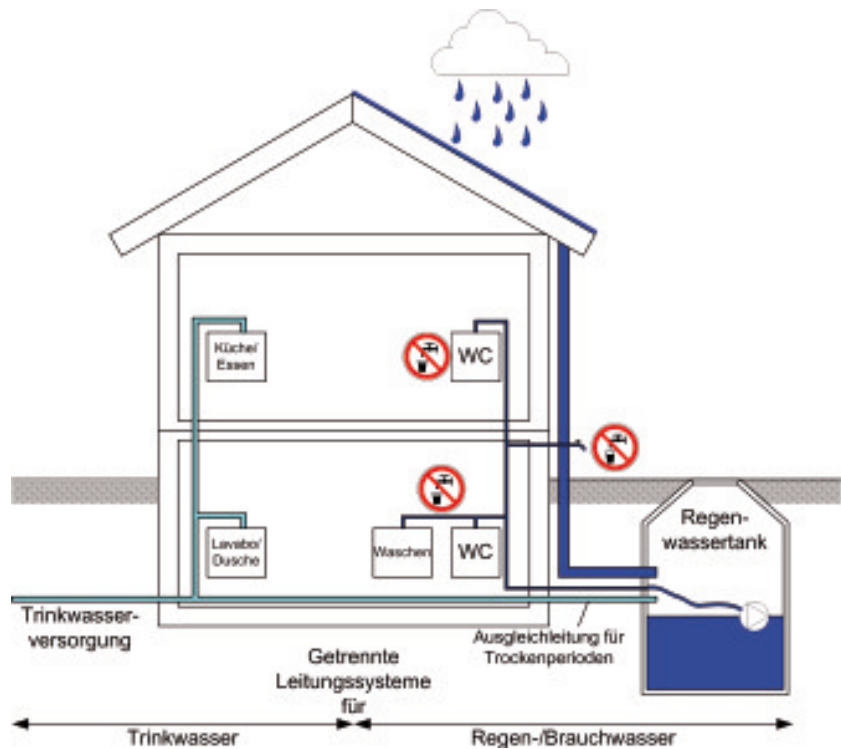 Küche/
Essen
WC
Lavabo/
Dusche
Waschen
WC
Regen-
wassertank
Trinkwasser-
versorgung
Ausgleichleitung für
Trockenperioden
Getrennte
Leitungssysteme
für
Trinkwasser
Regen-/Brauchwasser